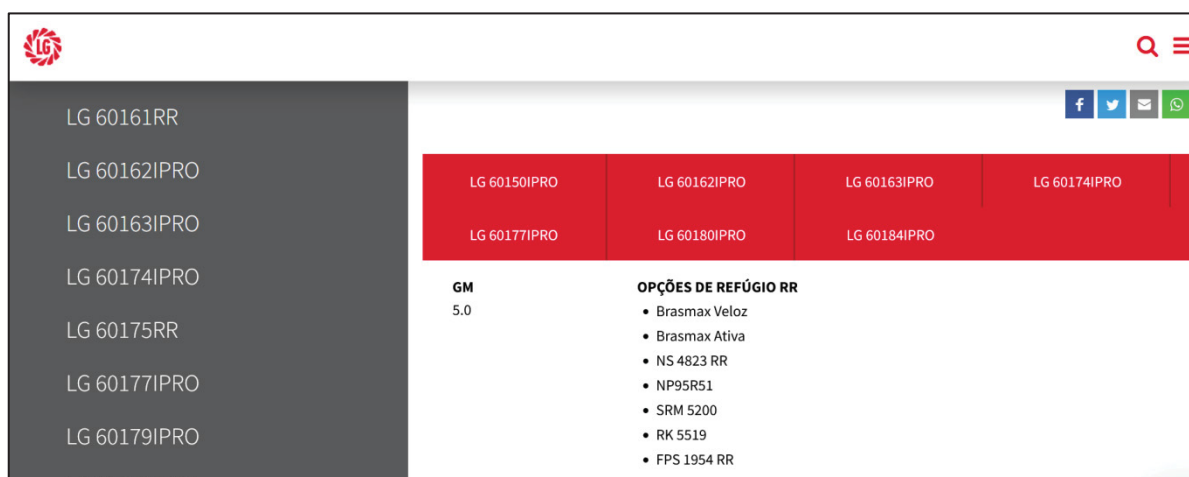 LG
LG 60161RR
LG 60162IPRO
LG 60163IPRO
LG 60174IPRO
LG 60175RR
LG 60177IPRO
LG 60179IPRO
LG 60150IPRO LG 60162IPRO LG 60163IPRO LG 60174IPRO
LG 60177IPRO LG 60180IPRO LG 60184IPRO
GM
5.0
OPÇÕES DE REFÚGIO RR
• Brasmax Veloz
• Brasmax Ativa
• NS 4823 RR
• NP95R51
• SRM 5200
• RK 5519
• FPS 1954 RR